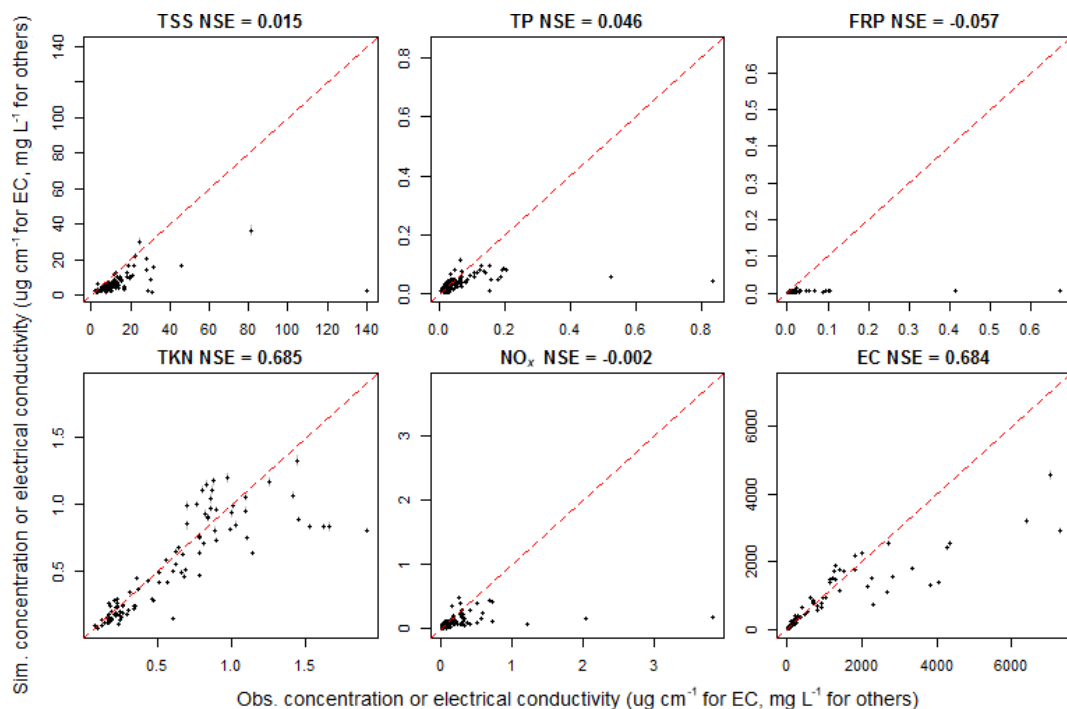 TSS NSE = 0.015
TP NSE = 0.046
FRP NSE = -0.057
Sim. concentration or electrical conductivity (ug cm⁻¹ for EC, mg L⁻¹ for others)
140
100
80
60
40
20
0
0 20 40 60 80 100 120 140
0.8
0.6
0.4
0.2
0.0
0.0 0.2 0.4 0.6 0.8
0.6
0.5
0.4
0.3
0.2
0.1
0.0
0.0 0.1 0.2 0.3 0.4 0.5 0.6
TKN NSE = 0.685
NOₓ NSE = -0.002
EC NSE = 0.684
1.5
1.0
0.5
0.5 1.0 1.5
3
2
1
0
0 1 2 3
6000
4000
2000
0
0 2000 4000 6000
Obs. concentration or electrical conductivity (ug cm⁻¹ for EC, mg L⁻¹ for others)